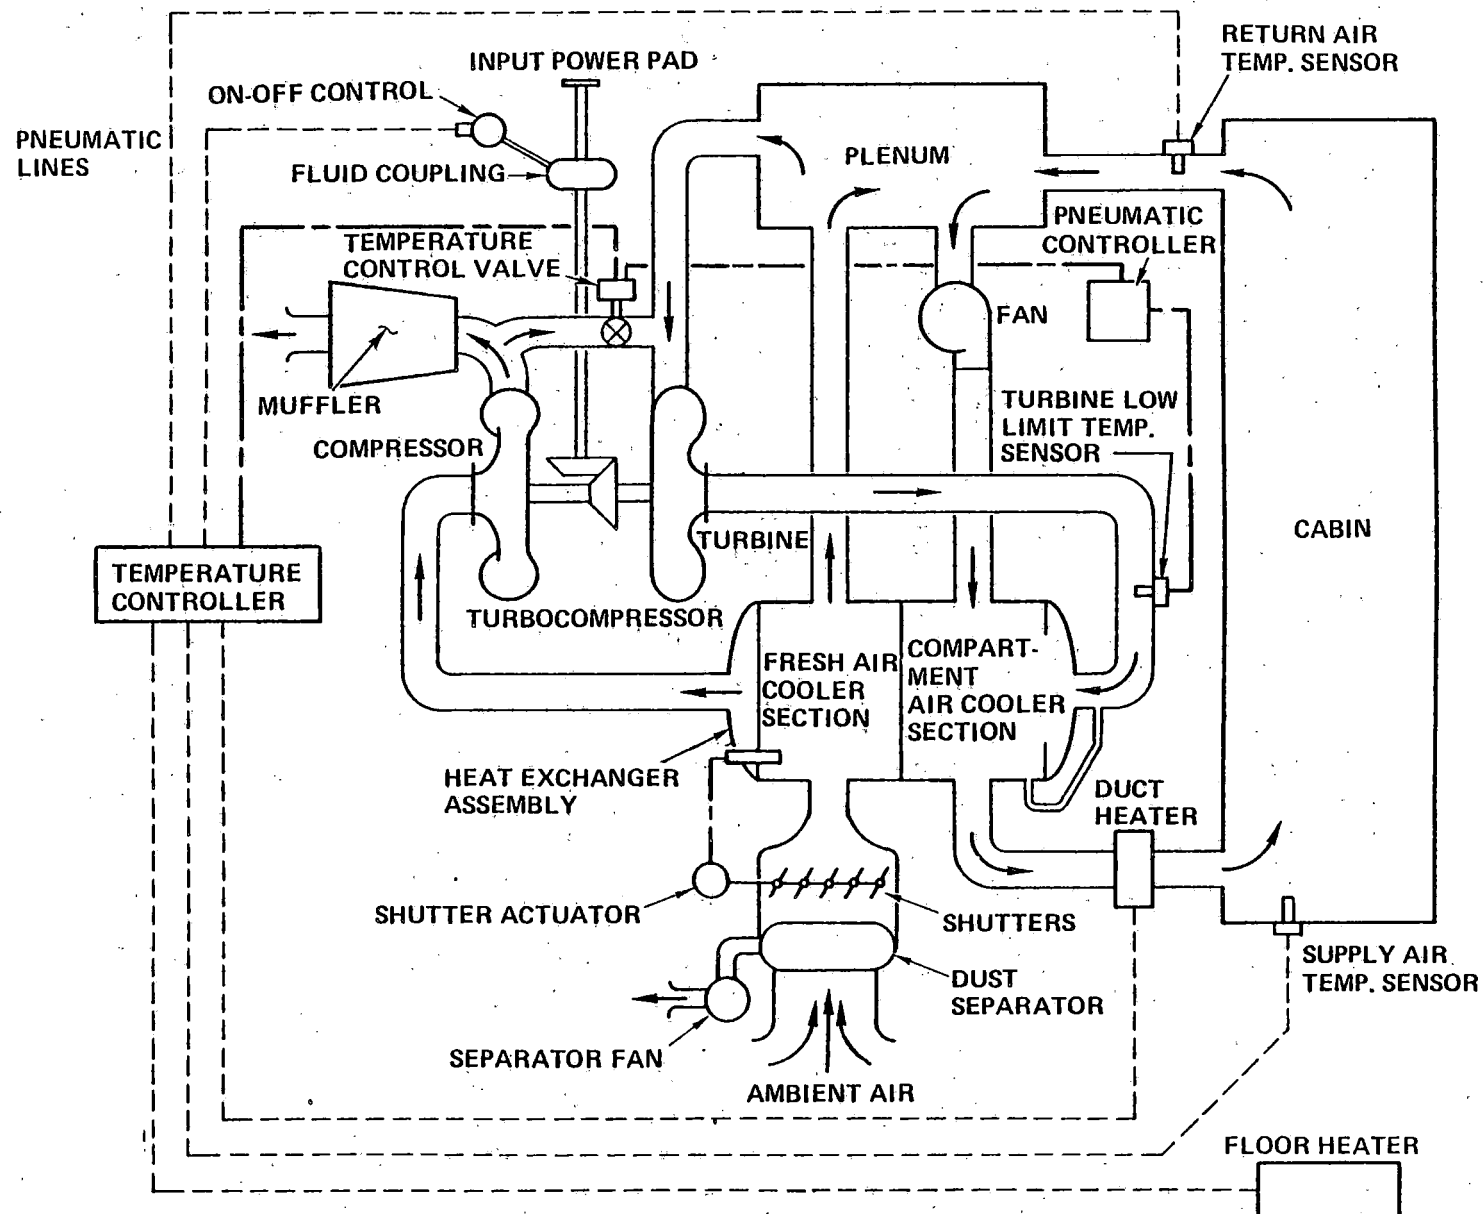 RETURN AIR
TEMP. SENSOR
INPUT POWER PAD
ON-OFF CONTROL
PNEUMATIC
LINES
PLENUM
FLUID COUPLING
PNEUMATIC
CONTROLLER
TEMPERATURE
CONTROL VALVE
FAN
MUFFLER
TURBINE LOW
LIMIT TEMP.
SENSOR
COMPRESSOR
CABIN
TURBINE
TEMPERATURE
CONTROLLER
TURBOCOMPRESSOR
FRESH AIR
COOLER
SECTION
COMPART-
MENT
AIR COOLER
SECTION
HEAT EXCHANGER
ASSEMBLY
DUCT
HEATER
SHUTTER ACTUATOR
SHUTTERS
SUPPLY AIR
TEMP. SENSOR
DUST
SEPARATOR
SEPARATOR FAN
AMBIENT AIR
FLOOR HEATER